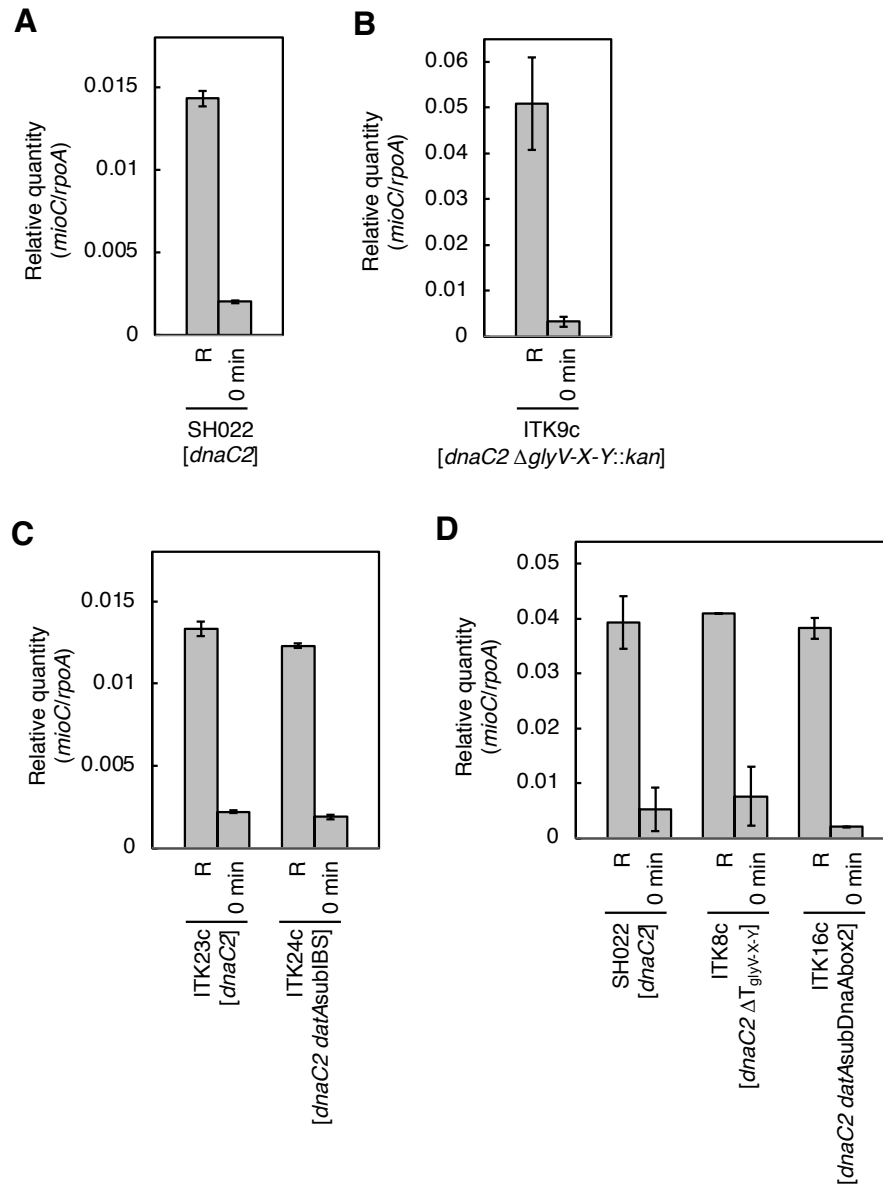 A
Relative quantity
(mioC/rpoA)
0.015
0.01
0.005
0
R
0 min
SH022
[dnaC2]
B
Relative quantity
(mioC/rpoA)
0.06
0.05
0.04
0.03
0.02
0.01
0
R
0 min
ITK9c
[dnaC2 ΔglyV-X-Y::kan]
C
Relative quantity
(mioC/rpoA)
0.015
0.01
0.005
0
R
0 min
R
0 min
ITK23c
[dnaC2]
ITK24c
[dnaC2 datAsubIBS]
D
Relative quantity
(mioC/rpoA)
0.05
0.04
0.03
0.02
0.01
0
R
0 min
R
0 min
R
0 min
SH022
[dnaC2]
ITK8c
[dnaC2 ΔTglyV-X-Y]
ITK16c
[dnaC2 datAsubDnaAbox2]